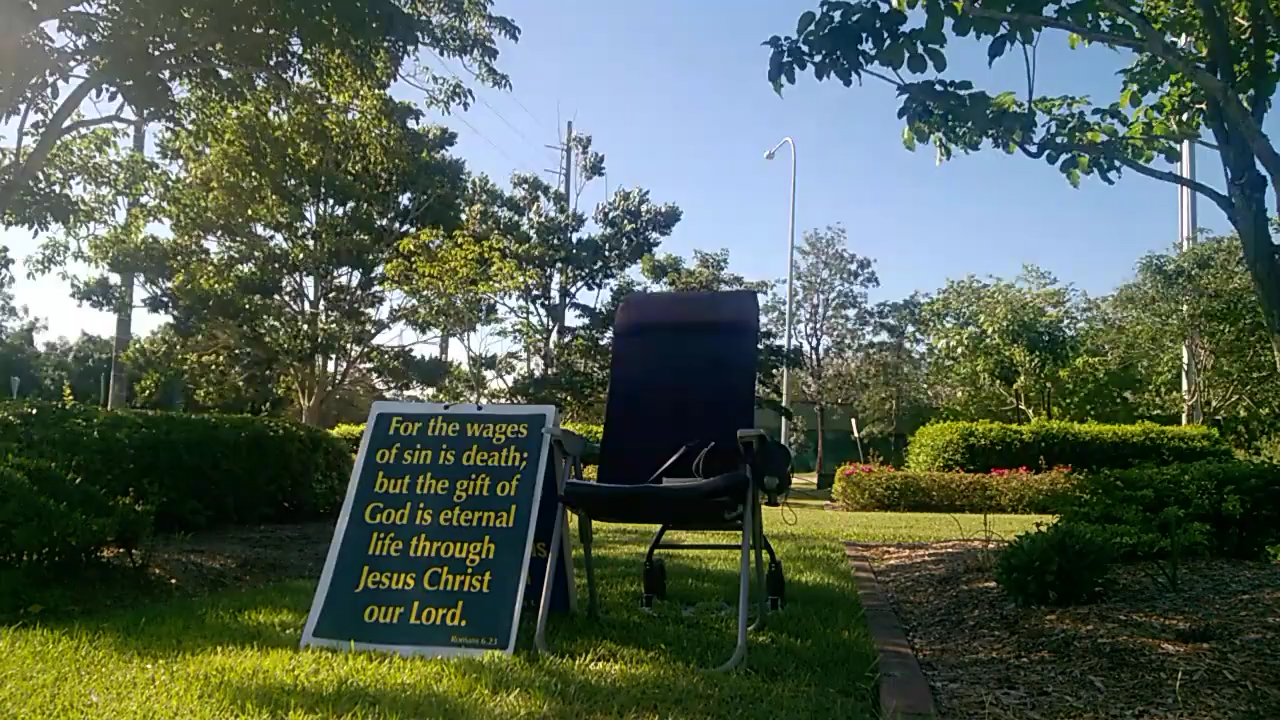 For the wages
of sin is death;
but the gift of
God is eternal
life through
Jesus Christ
our Lord.
Romans 6:23